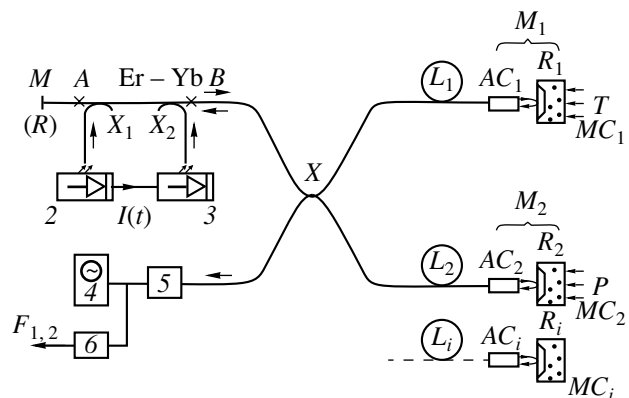 M₁
M A Er – Yb B L₁ AC₁ R₁
(R) X₁ X₂ T
MC₁
X
2 I(t) 3
M₂
4 5 L₂ AC₂ R₂
P
MC₂
F₁, ₂ 6 Lᵢ ACᵢ Rᵢ
MCᵢ